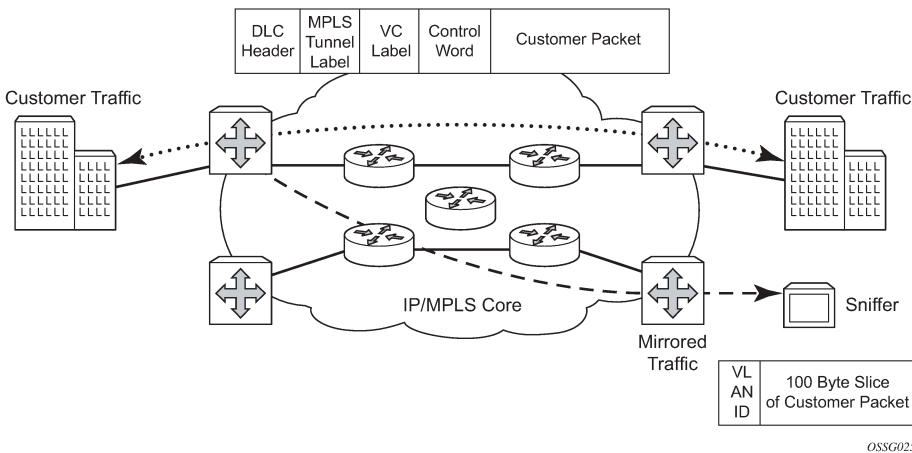 DLC
Header
MPLS
Tunnel
Label
VC
Label
Control
Word
Customer Packet
Customer Traffic
Customer Traffic
IP/MPLS Core
Sniffer
Mirrored
Traffic
VL
AN
ID
100 Byte Slice
of Customer Packet